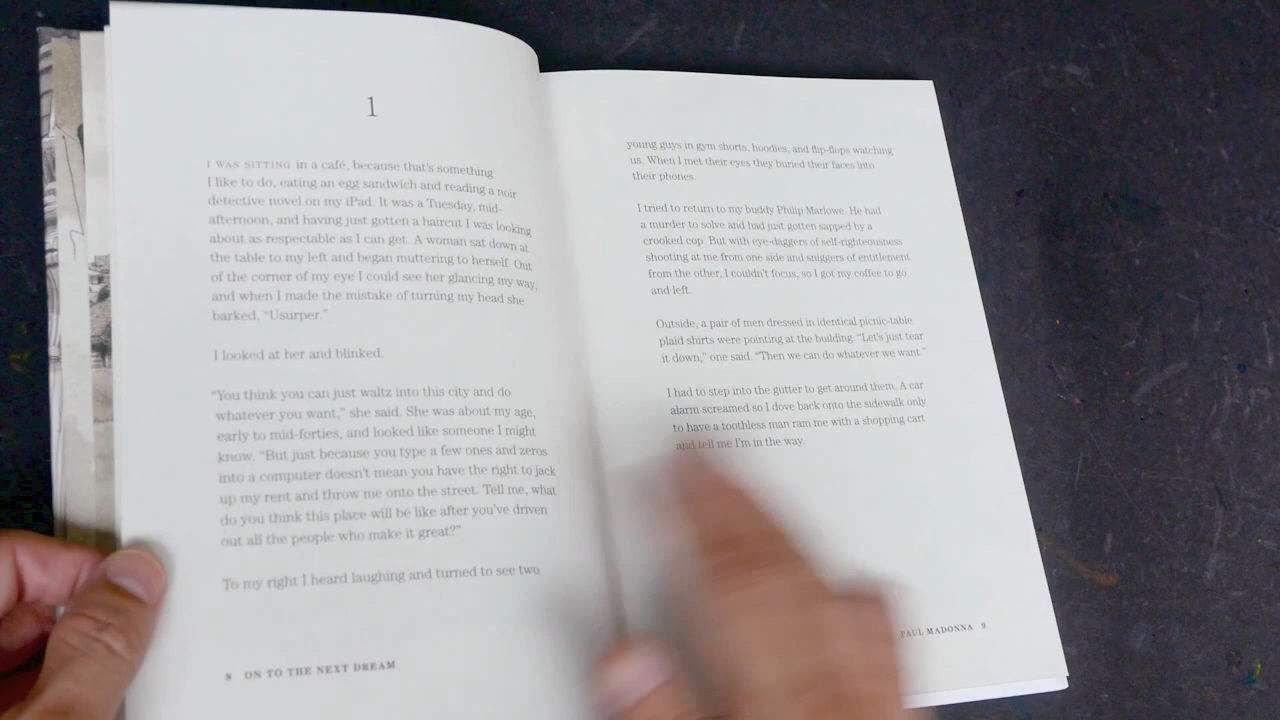 1
I WAS SITTING in a café, because that's something
I like to do, eating an egg sandwich and reading a noir
detective novel on my iPad. It was a Tuesday, mid-
afternoon, and having just gotten a haircut I was looking
about as respectable as I can get. A woman sat down at
the table to my left and began muttering to herself. Out
of the corner of my eye I could see her glancing my way,
and when I made the mistake of turning my head she
barked, “Usurper.”
I looked at her and blinked.
“You think you can just waltz into this city and do
whatever you want,” she said. She was about my age,
early to mid-forties, and looked like someone I might
know. “But just because you type a few ones and zeros
into a computer doesn't mean you have the right to jack
up my rent and throw me onto the street. Tell me, what
do you think this place will be like after you've driven
out all the people who make it great?”
To my right I heard laughing and turned to see two
8 ON TO THE NEXT DREAM
young guys in gym shorts, hoodies, and flip-flops watching
us. When I met their eyes they buried their faces into
their phones.
I tried to return to my buddy Philip Marlowe. He had
a murder to solve and had just gotten sapped by a
crooked cop. But with eye-daggers of self-righteousness
shooting at me from one side and sniggers of entitlement
from the other, I couldn't focus, so I got my coffee to go
and left.
Outside, a pair of men dressed in identical picnic-table
plaid shirts were pointing at the building. “Let's just tear
it down,” one said. “Then we can do whatever we want.”
I had to step into the gutter to get around them. A car
alarm screamed so I dove back onto the sidewalk only
to have a toothless man ram me with a shopping cart
and tell me I'm in the way.
PAUL MADONNA 9